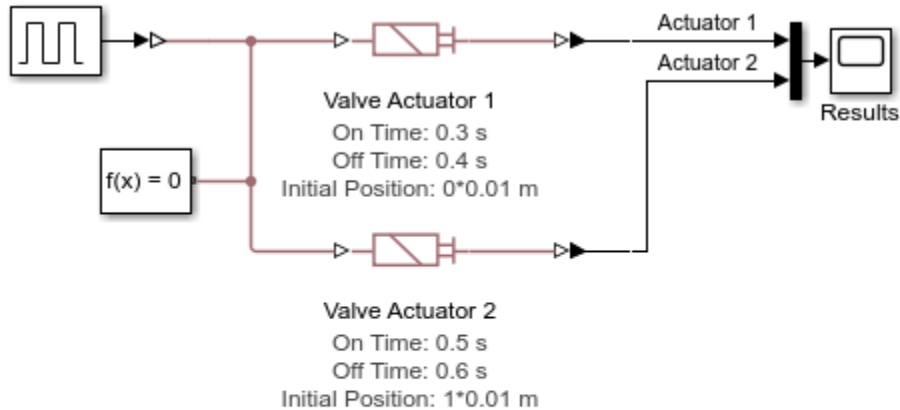 Actuator 1
Actuator 2
Results
Valve Actuator 1
On Time: 0.3 s
Off Time: 0.4 s
Initial Position: 0*0.01 m
f(x) = 0
Valve Actuator 2
On Time: 0.5 s
Off Time: 0.6 s
Initial Position: 1*0.01 m